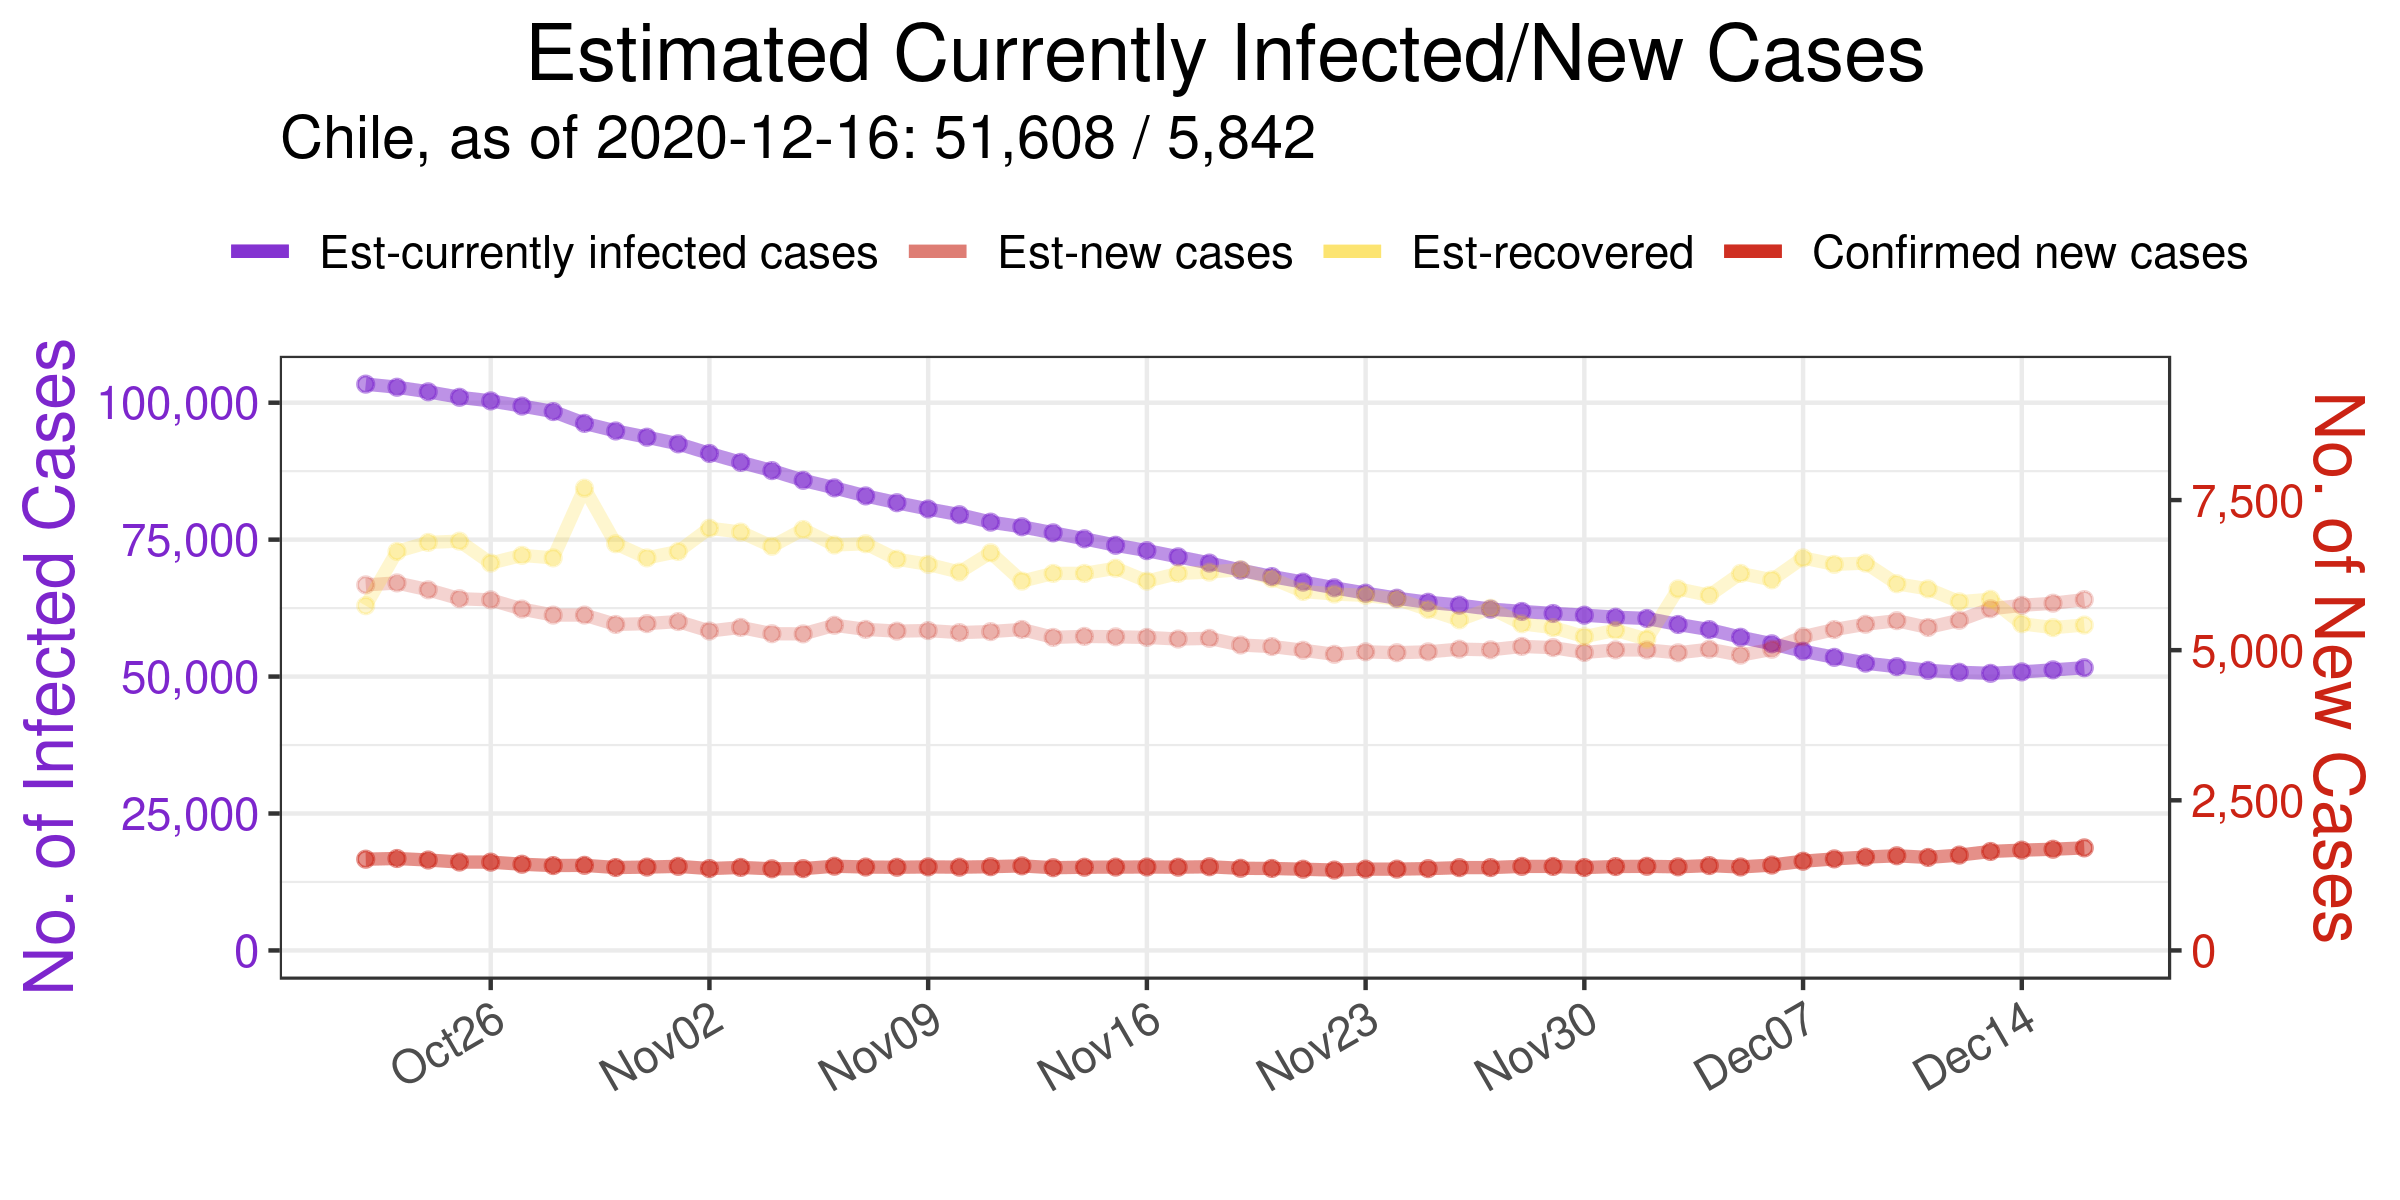 Estimated Currently Infected/New Cases
Chile, as of 2020-12-16: 51,608 / 5,842
Est-currently infected cases Est-new cases Est-recovered Confirmed new cases
No. of Infected Cases
100,000
75,000
50,000
25,000
0
No. of New Cases
7,500
5,000
2,500
0
Oct26 Nov02 Nov09 Nov16 Nov23 Nov30 Dec07 Dec14